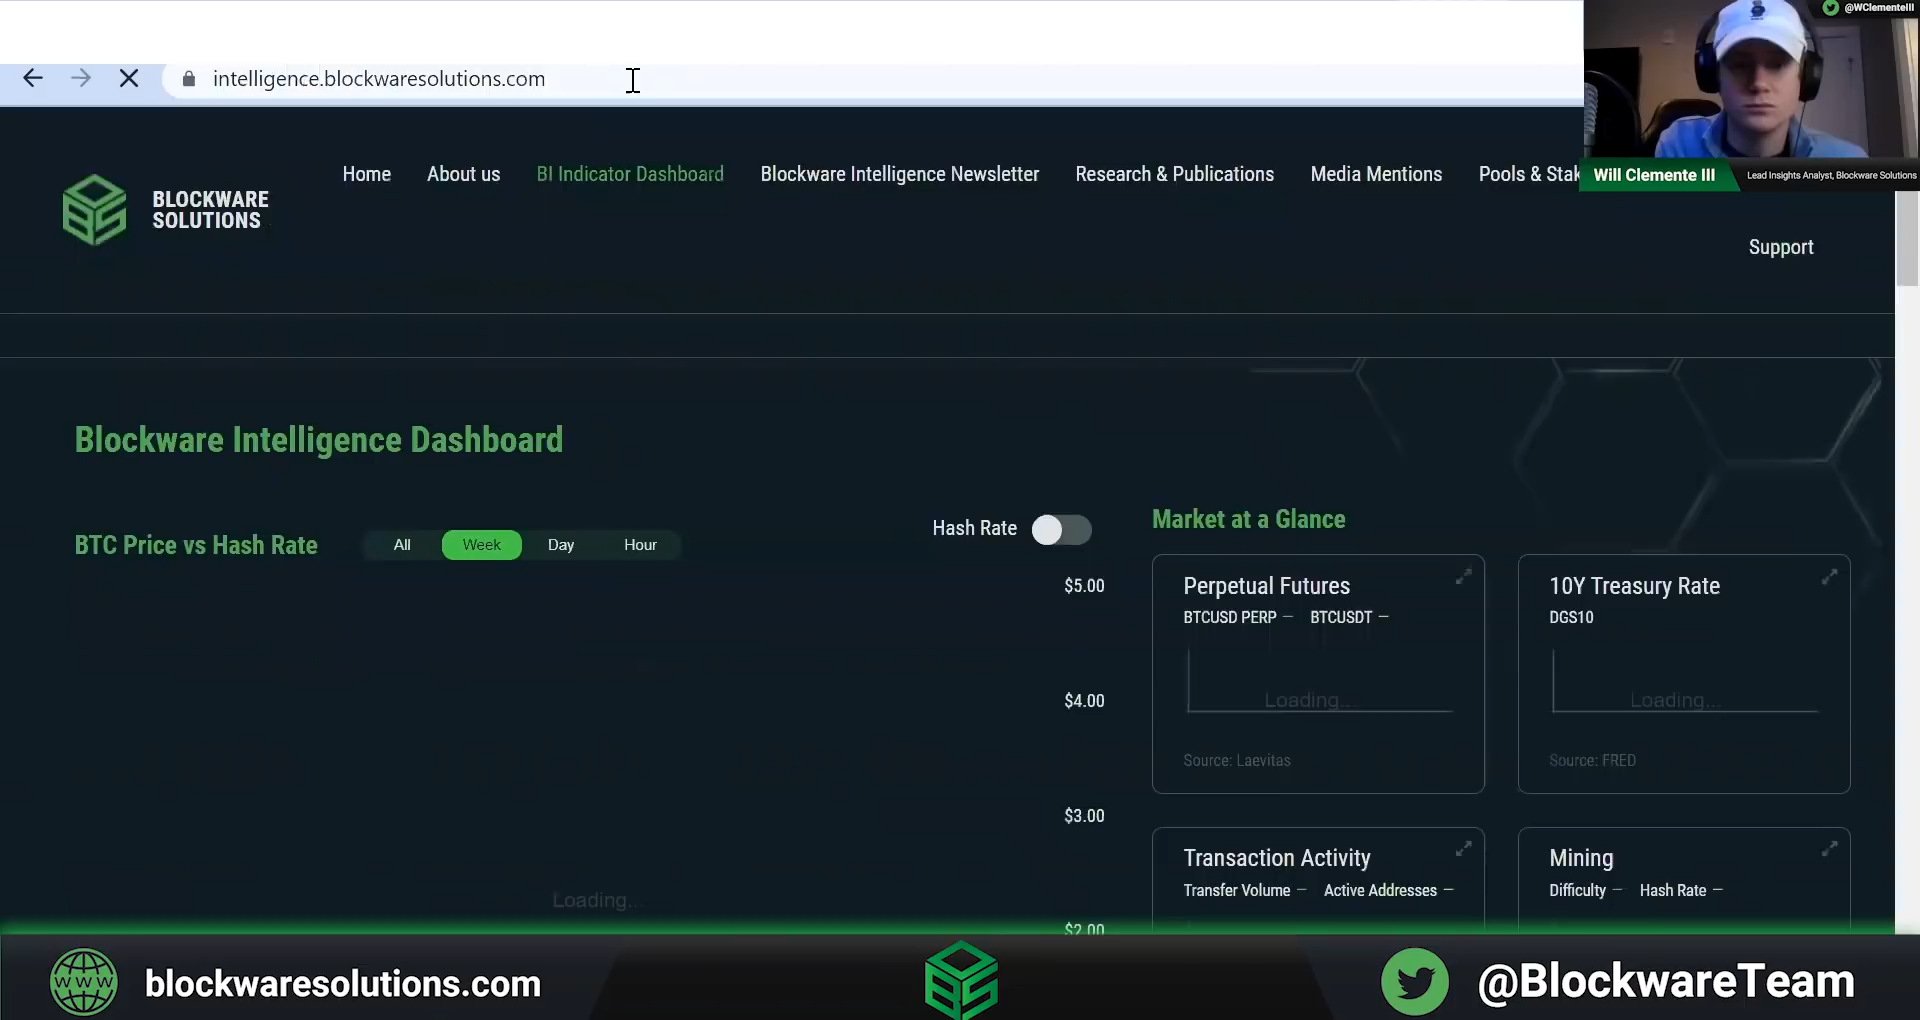 @WClementeIII
intelligence.blockwaresolutions.com
Home About us BI Indicator Dashboard Blockware Intelligence Newsletter Research & Publications Media Mentions Pools & Stak
Will Clemente III Lead Insights Analyst, Blockware Solutions
BLOCKWARE
SOLUTIONS
Support
Blockware Intelligence Dashboard
BTC Price vs Hash Rate All Week Day Hour
Hash Rate
$5.00
$4.00
$3.00
$2.00
Loading...
Market at a Glance
Perpetual Futures
BTCUSD PERP – BTCUSDT –
Loading...
Source: Laevitas
10Y Treasury Rate
DGS10
Loading...
Source: FRED
Transaction Activity
Transfer Volume – Active Addresses –
Mining
Difficulty – Hash Rate –
WWW blockwaresolutions.com
@BlockwareTeam